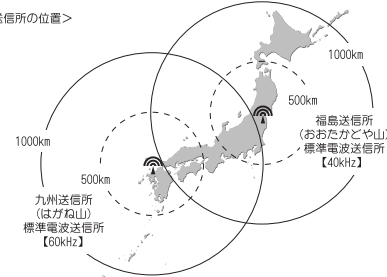 送信所の位置＞
1000km
500km
福島送信所
（おおたかどや山）
標準電波送信所
【40kHz】
1000km
500km
九州送信所
（はがね山）
標準電波送信所
【60kHz】